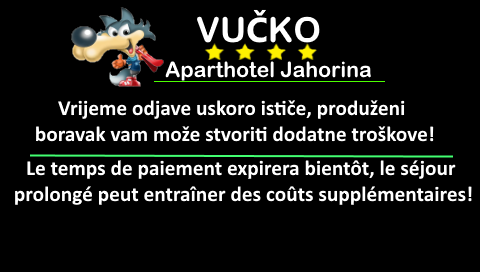 VUČKO
Aparthotel Jahorina
Vrijeme odjave uskoro ističe, produženi
boravak vam može stvoriti dodatne troškove!
Le temps de paiement expirera bientôt, le séjour
prolongé peut entraîner des coûts supplémentaires!